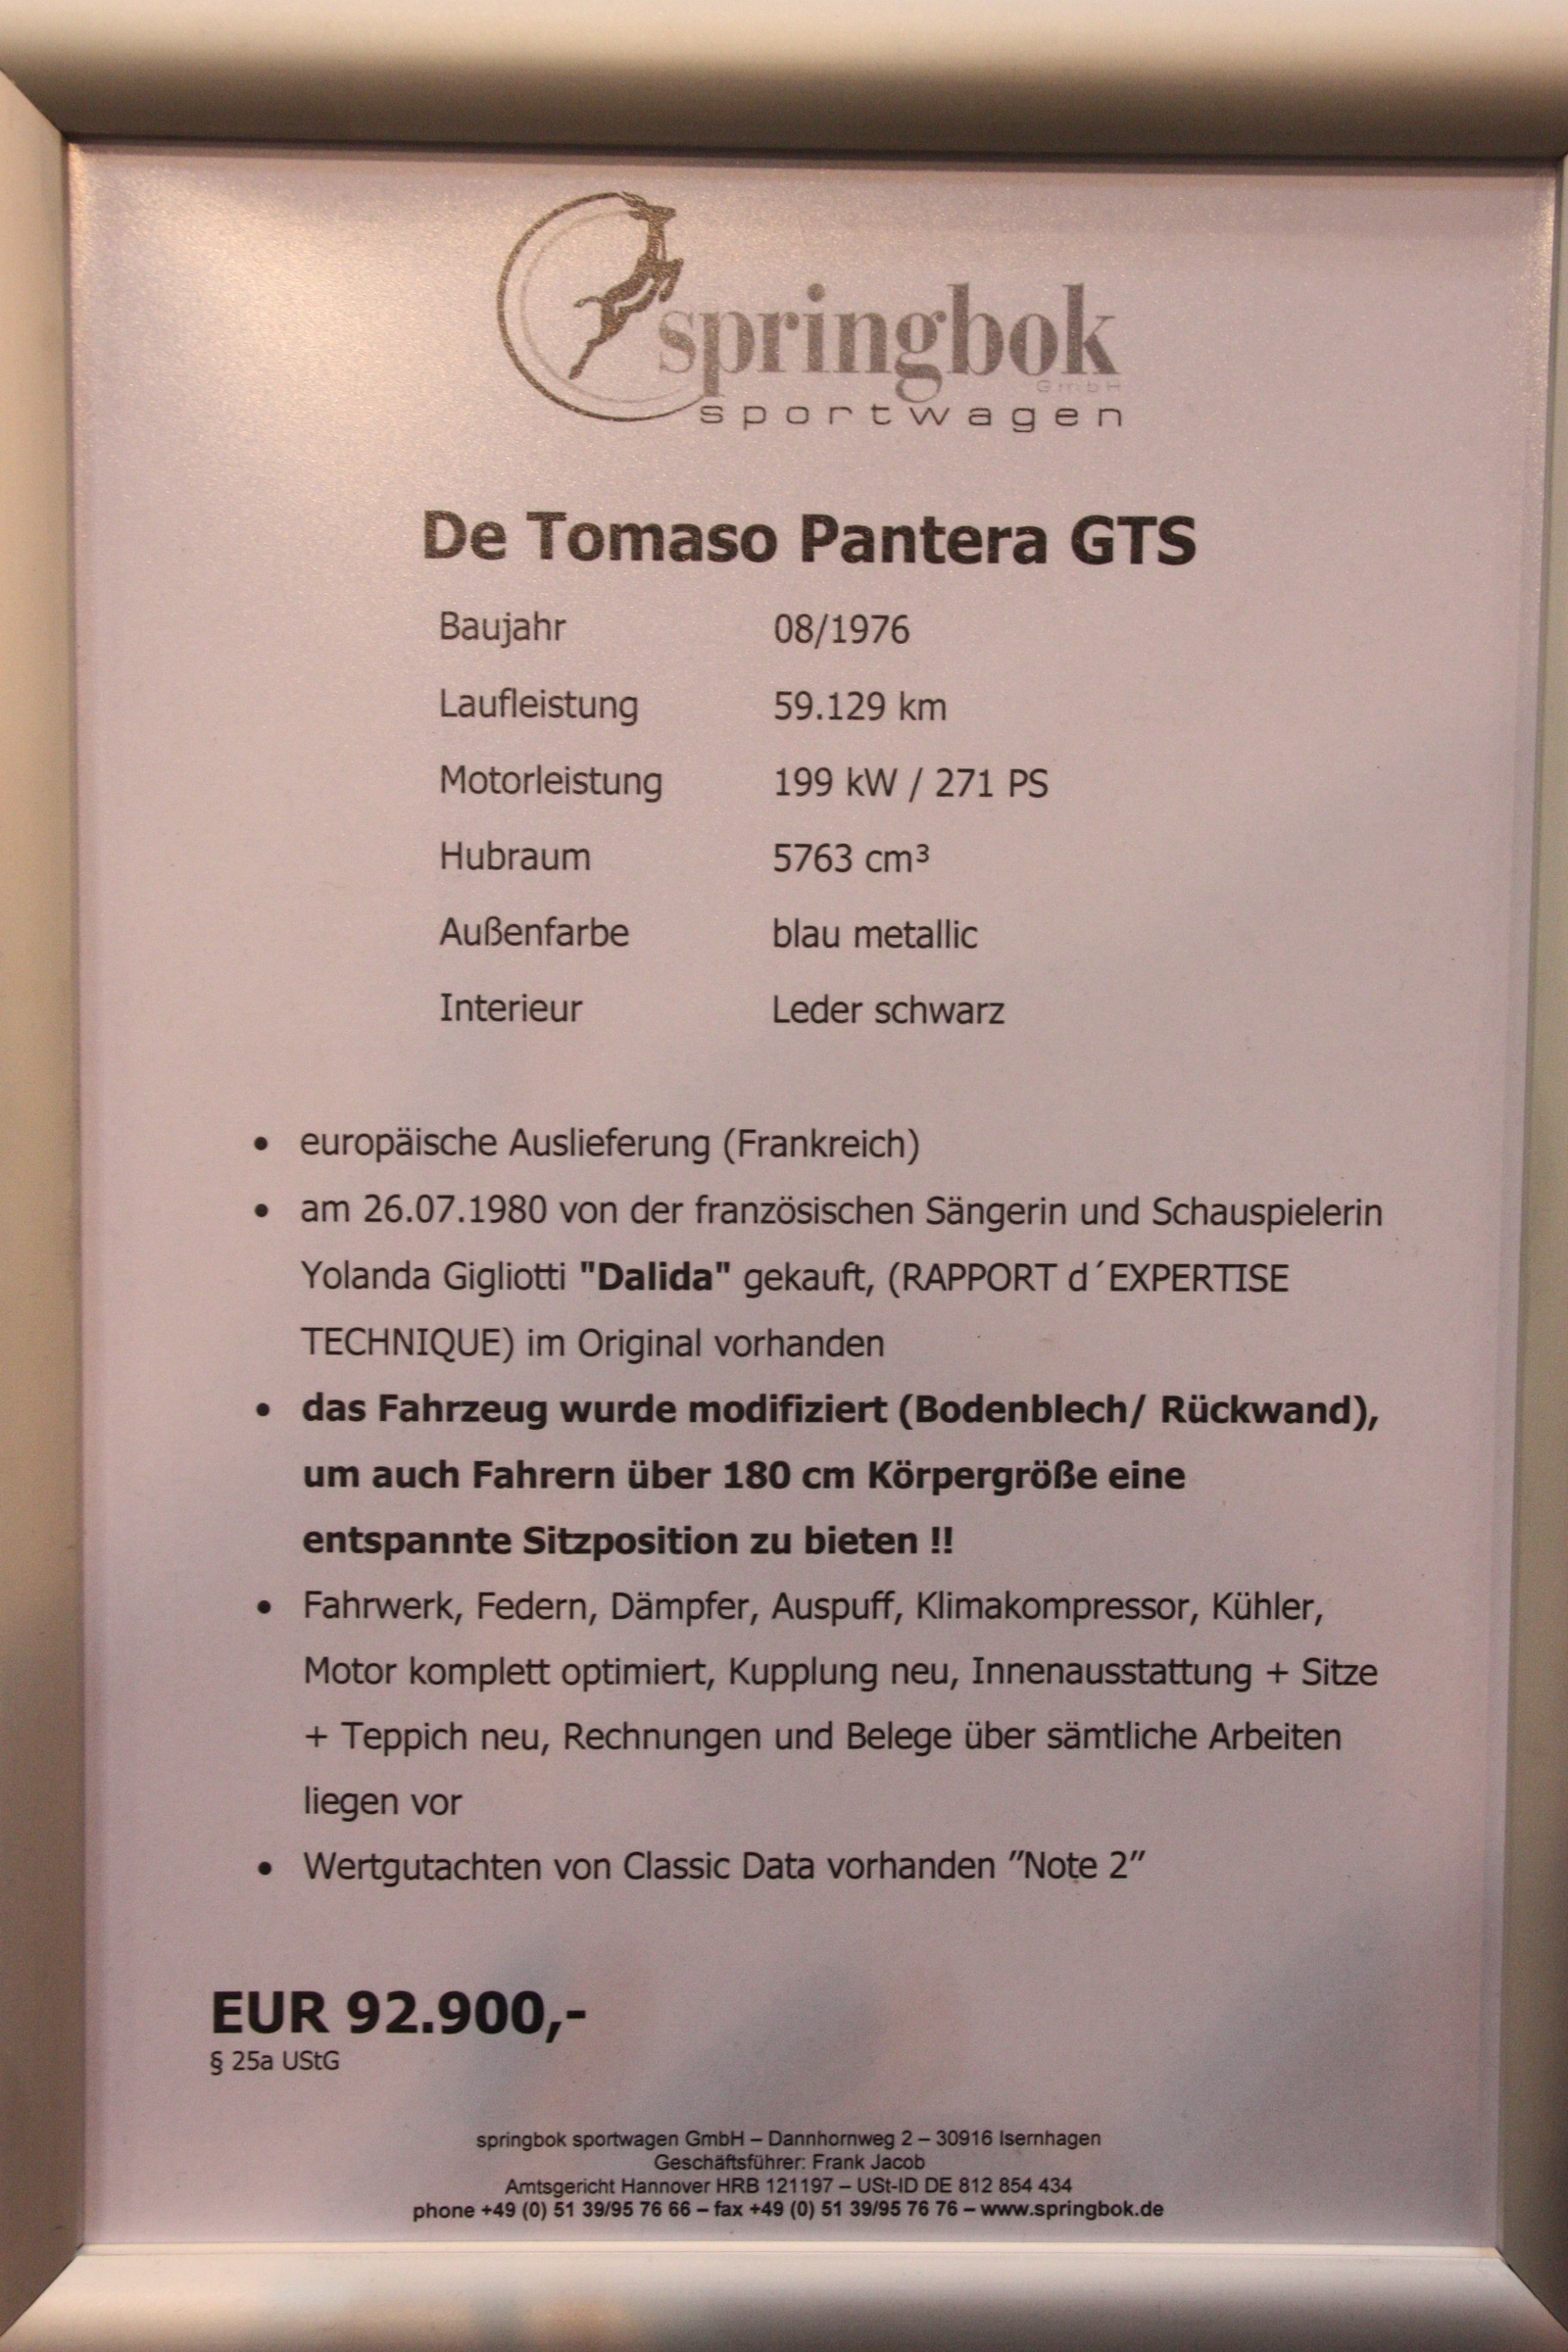 springbok
GmbH
sportwagen
De Tomaso Pantera GTS
Baujahr 08/1976
Laufleistung 59.129 km
Motorleistung 199 kW / 271 PS
Hubraum 5763 cm³
Außenfarbe blau metallic
Interieur Leder schwarz
• europäische Auslieferung (Frankreich)
• am 26.07.1980 von der französischen Sängerin und Schauspielerin
Yolanda Gigliotti "Dalida" gekauft, (RAPPORT d´EXPERTISE
TECHNIQUE) im Original vorhanden
• das Fahrzeug wurde modifiziert (Bodenblech/ Rückwand),
um auch Fahrern über 180 cm Körpergröße eine
entspannte Sitzposition zu bieten !!
• Fahrwerk, Federn, Dämpfer, Auspuff, Klimakompressor, Kühler,
Motor komplett optimiert, Kupplung neu, Innenausstattung + Sitze
+ Teppich neu, Rechnungen und Belege über sämtliche Arbeiten
liegen vor
• Wertgutachten von Classic Data vorhanden "Note 2"
EUR 92.900,-
§ 25a UStG
springbok sportwagen GmbH – Dannhornweg 2 – 30916 Isernhagen
Geschäftsführer: Frank Jacob
Amtsgericht Hannover HRB 121197 – USt-ID DE 812 854 434
phone +49 (0) 51 39/95 76 66 – fax +49 (0) 51 39/95 76 76 – www.springbok.de